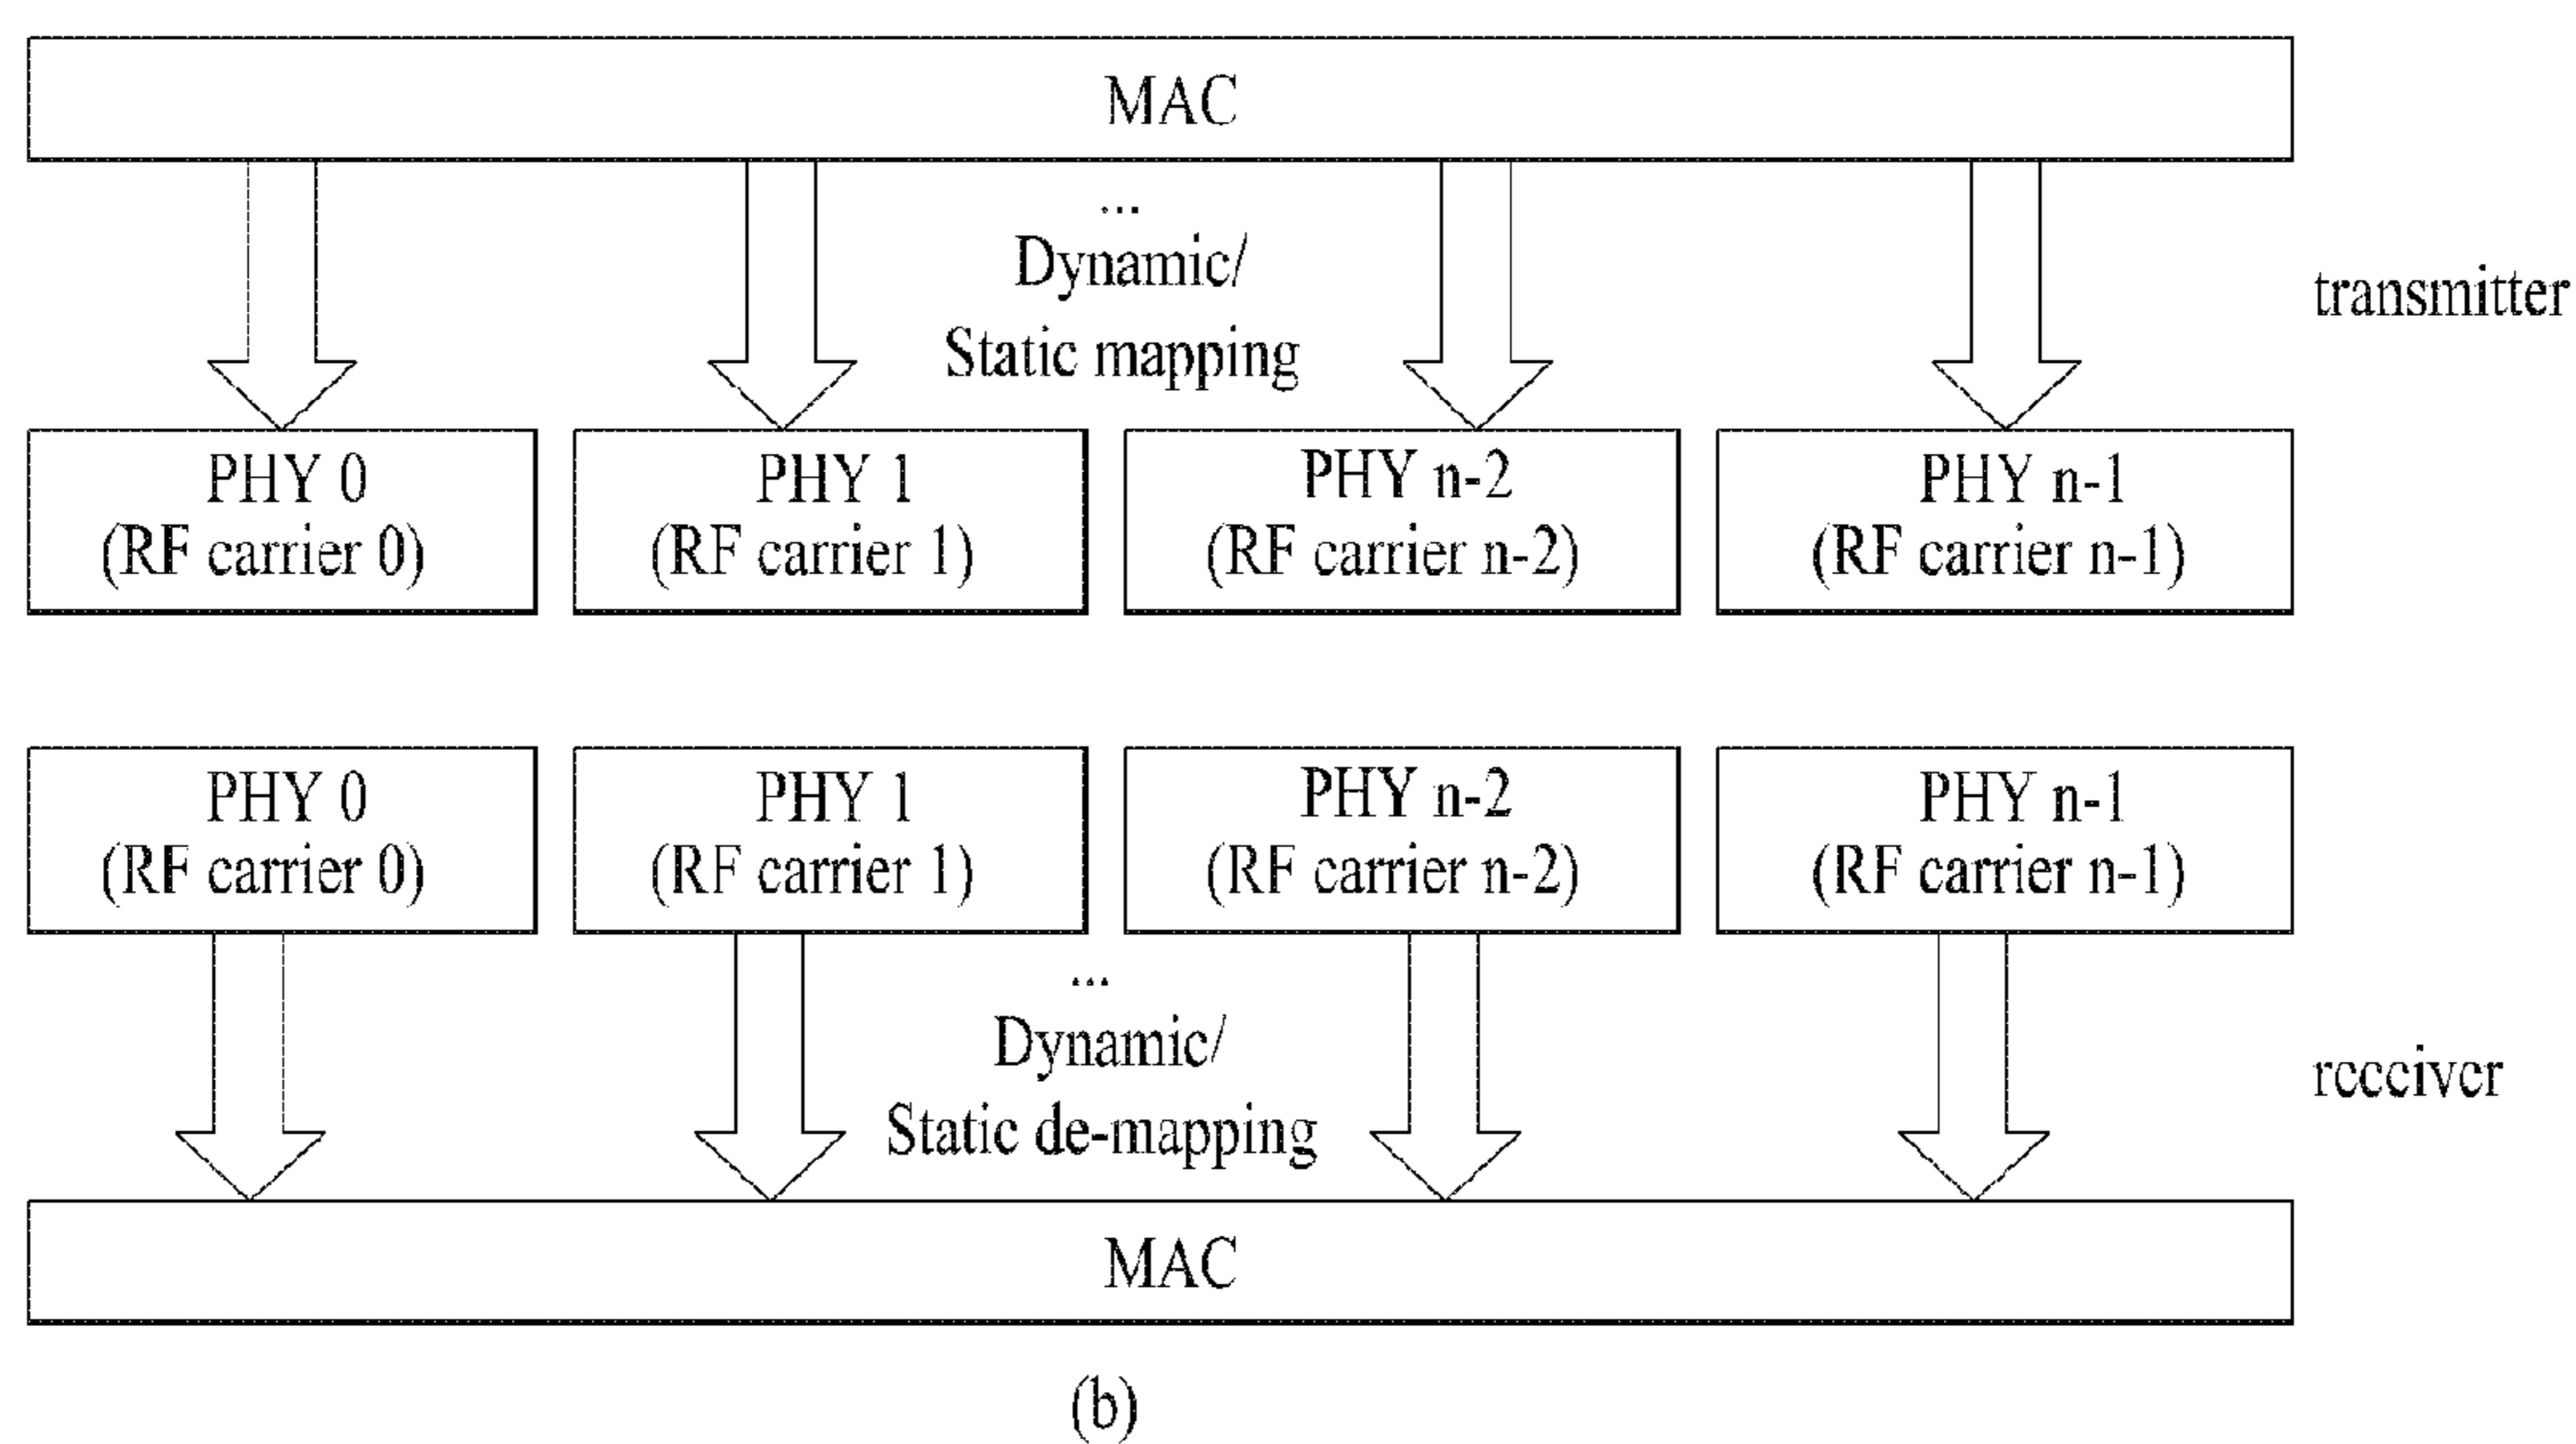 MAC
...
Dynamic/
Static mapping
transmitter
PHY 0
(RF carrier 0)
PHY 1
(RF carrier 1)
PHY n-2
(RF carrier n-2)
PHY n-1
(RF carrier n-1)
PHY 0
(RF carrier 0)
PHY 1
(RF carrier 1)
PHY n-2
(RF carrier n-2)
PHY n-1
(RF carrier n-1)
...
Dynamic/
Static de-mapping
receiver
MAC
(b)